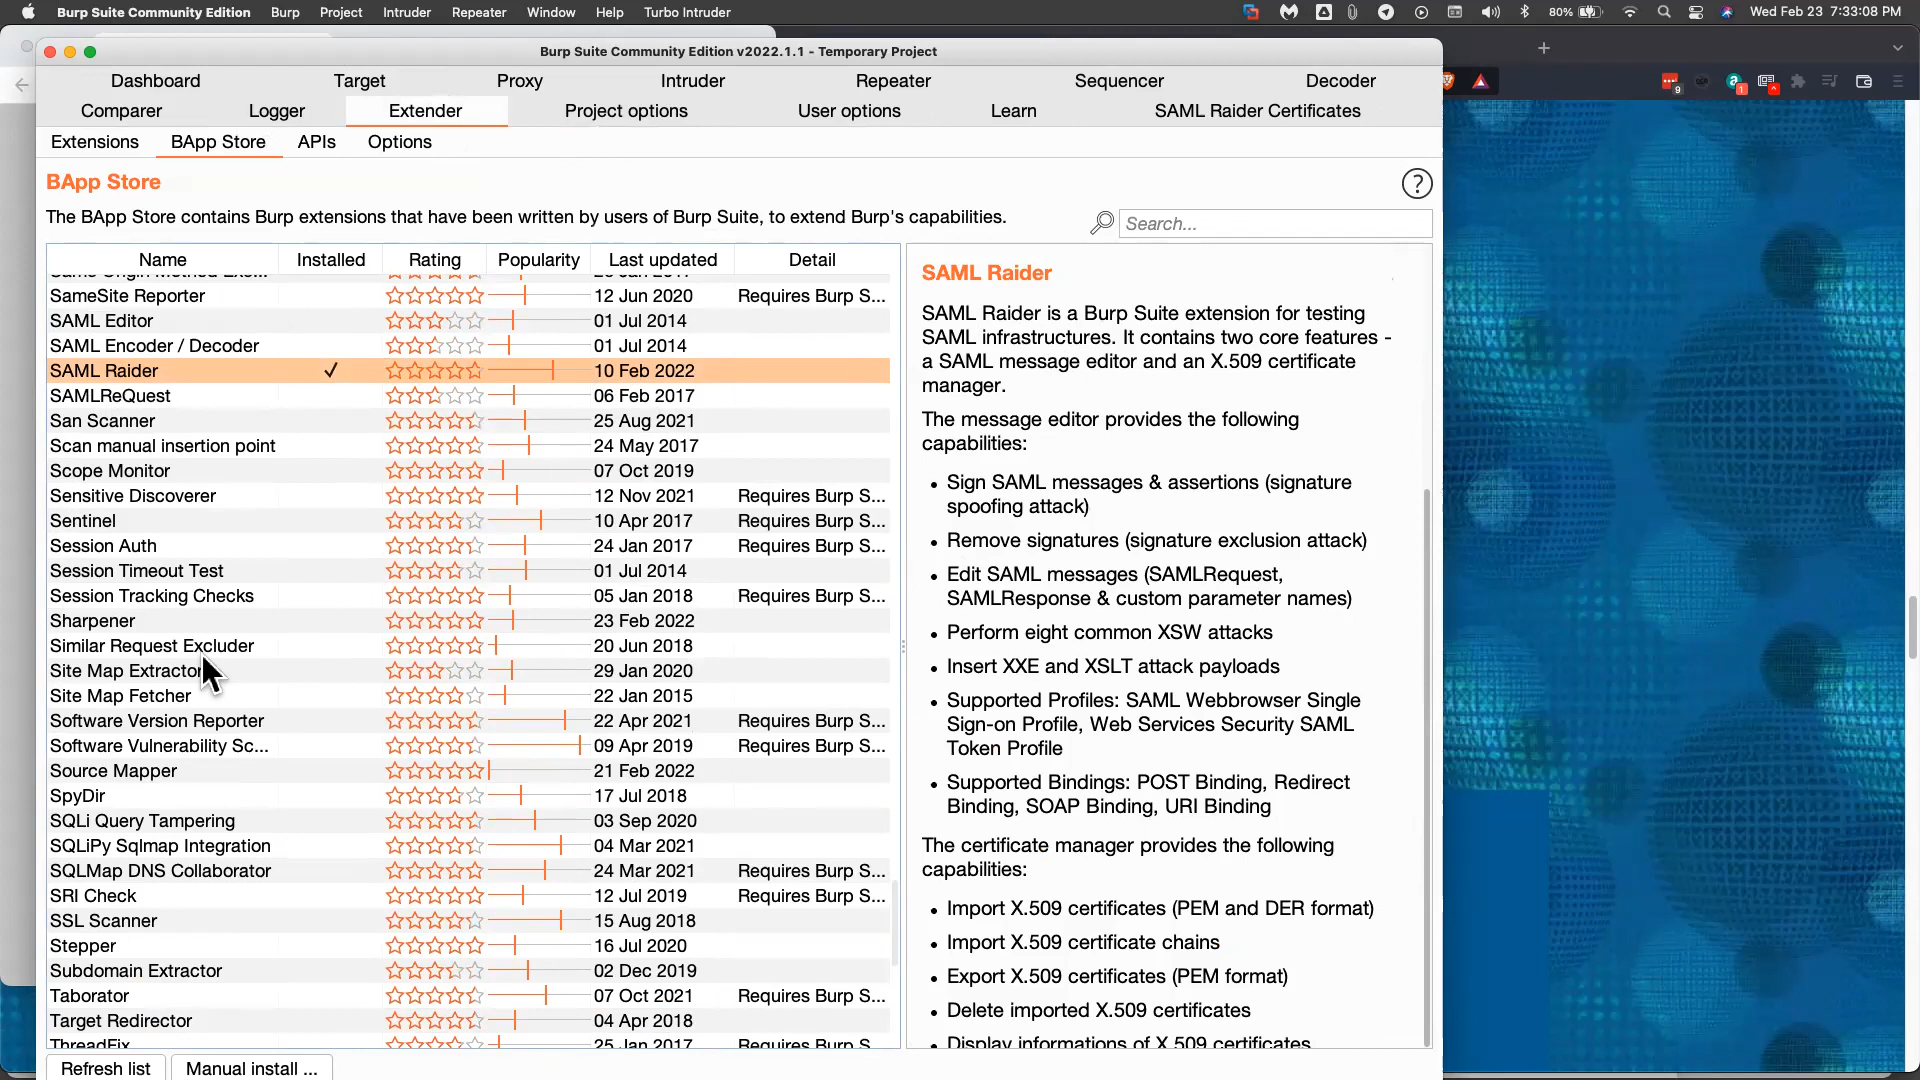 Burp Suite Community Edition Burp Project Intruder Repeater Window Help Turbo Intruder 80% Wed Feb 23 7:33:08 PM
Burp Suite Community Edition v2022.1.1 - Temporary Project
Dashboard Target Proxy Intruder Repeater Sequencer Decoder
9 1
Comparer Logger Extender Project options User options Learn SAML Raider Certificates
Extensions BApp Store APIs Options
BApp Store
?
The BApp Store contains Burp extensions that have been written by users of Burp Suite, to extend Burp's capabilities.
Search...
Name Installed Rating Popularity Last updated Detail
SameSite Reporter 12 Jun 2020 Requires Burp S...
SAML Editor 01 Jul 2014
SAML Encoder / Decoder 01 Jul 2014
SAML Raider ✓ 10 Feb 2022
SAMLReQuest 06 Feb 2017
San Scanner 25 Aug 2021
Scan manual insertion point 24 May 2017
Scope Monitor 07 Oct 2019
Sensitive Discoverer 12 Nov 2021 Requires Burp S...
Sentinel 10 Apr 2017 Requires Burp S...
Session Auth 24 Jan 2017 Requires Burp S...
Session Timeout Test 01 Jul 2014
Session Tracking Checks 05 Jan 2018 Requires Burp S...
Sharpener 23 Feb 2022
Similar Request Excluder 20 Jun 2018
Site Map Extractor 29 Jan 2020
Site Map Fetcher 22 Jan 2015
Software Version Reporter 22 Apr 2021 Requires Burp S...
Software Vulnerability Sc... 09 Apr 2019 Requires Burp S...
Source Mapper 21 Feb 2022
SpyDir 17 Jul 2018
SQLi Query Tampering 03 Sep 2020
SQLiPy Sqlmap Integration 04 Mar 2021
SQLMap DNS Collaborator 24 Mar 2021 Requires Burp S...
SRI Check 12 Jul 2019 Requires Burp S...
SSL Scanner 15 Aug 2018
Stepper 16 Jul 2020
Subdomain Extractor 02 Dec 2019
Taborator 07 Oct 2021 Requires Burp S...
Target Redirector 04 Apr 2018
ThreadFix 25 Jan 2017 Requires Burp S
Refresh list Manual install ...
SAML Raider
SAML Raider is a Burp Suite extension for testing
SAML infrastructures. It contains two core features -
a SAML message editor and an X.509 certificate
manager.
The message editor provides the following
capabilities:
• Sign SAML messages & assertions (signature
spoofing attack)
• Remove signatures (signature exclusion attack)
• Edit SAML messages (SAMLRequest,
SAMLResponse & custom parameter names)
• Perform eight common XSW attacks
• Insert XXE and XSLT attack payloads
• Supported Profiles: SAML Webbrowser Single
Sign-on Profile, Web Services Security SAML
Token Profile
• Supported Bindings: POST Binding, Redirect
Binding, SOAP Binding, URI Binding
The certificate manager provides the following
capabilities:
• Import X.509 certificates (PEM and DER format)
• Import X.509 certificate chains
• Export X.509 certificates (PEM format)
• Delete imported X.509 certificates
• Display informations of X.509 certificates